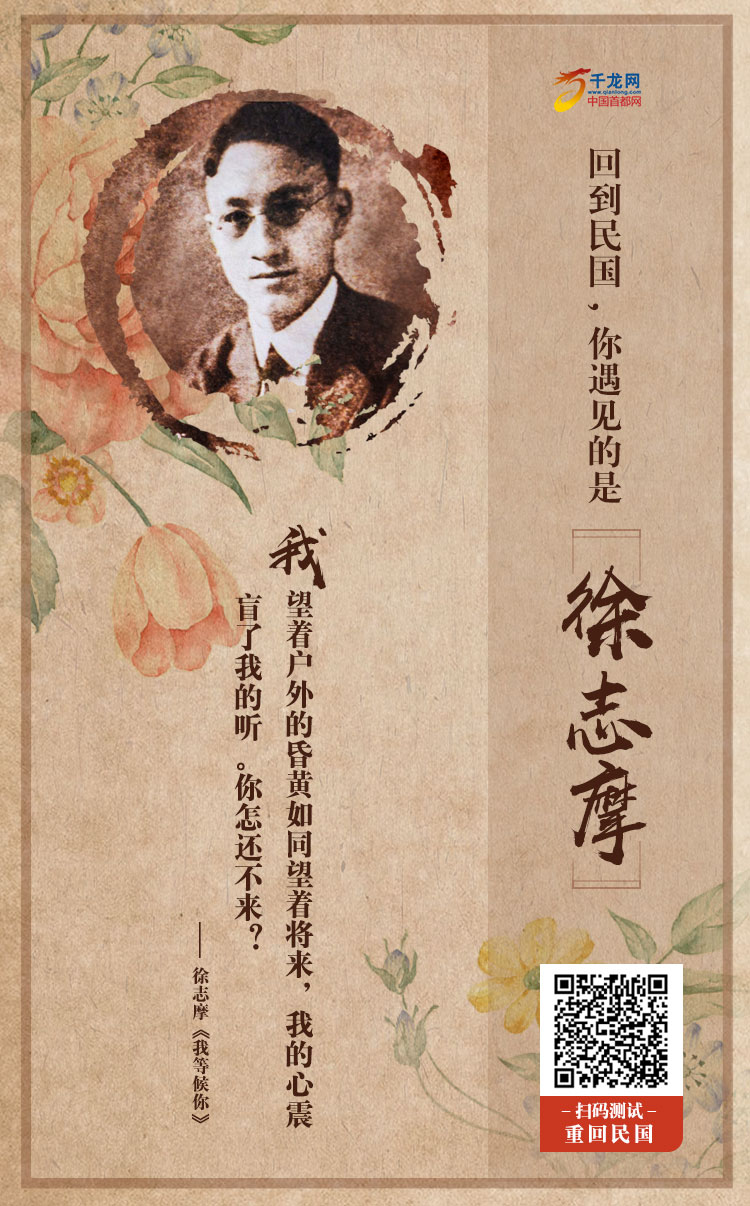 千龙网
www.qianlong.com
中国首都网
回到民国，你遇见的是
徐志摩
我望着户外的昏黄如同望着将来，我的心震
盲了我的听。你怎还不来？
——徐志摩《我等候你》
–扫码测试–
重回民国